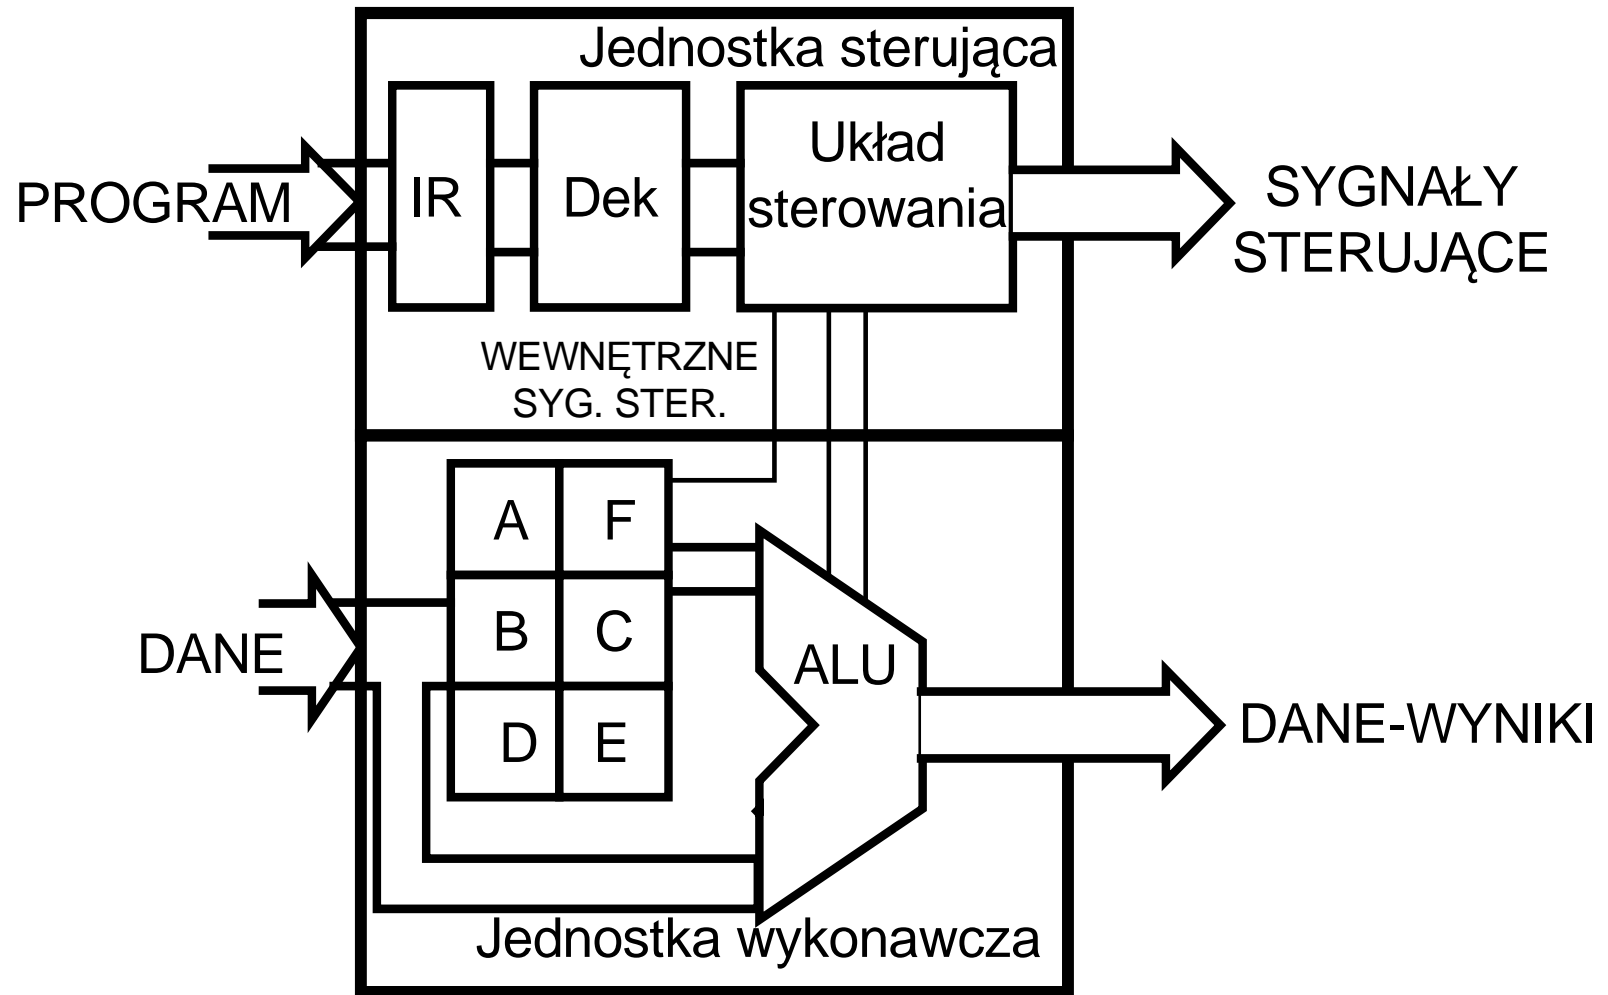 Jednostka sterująca
PROGRAM
IR
Dek
Układ
sterowania
SYGNAŁY
STERUJĄCE
WEWNĘTRZNE
SYG. STER.
A
F
B
C
D
E
DANE
ALU
DANE-WYNIKI
Jednostka wykonawcza